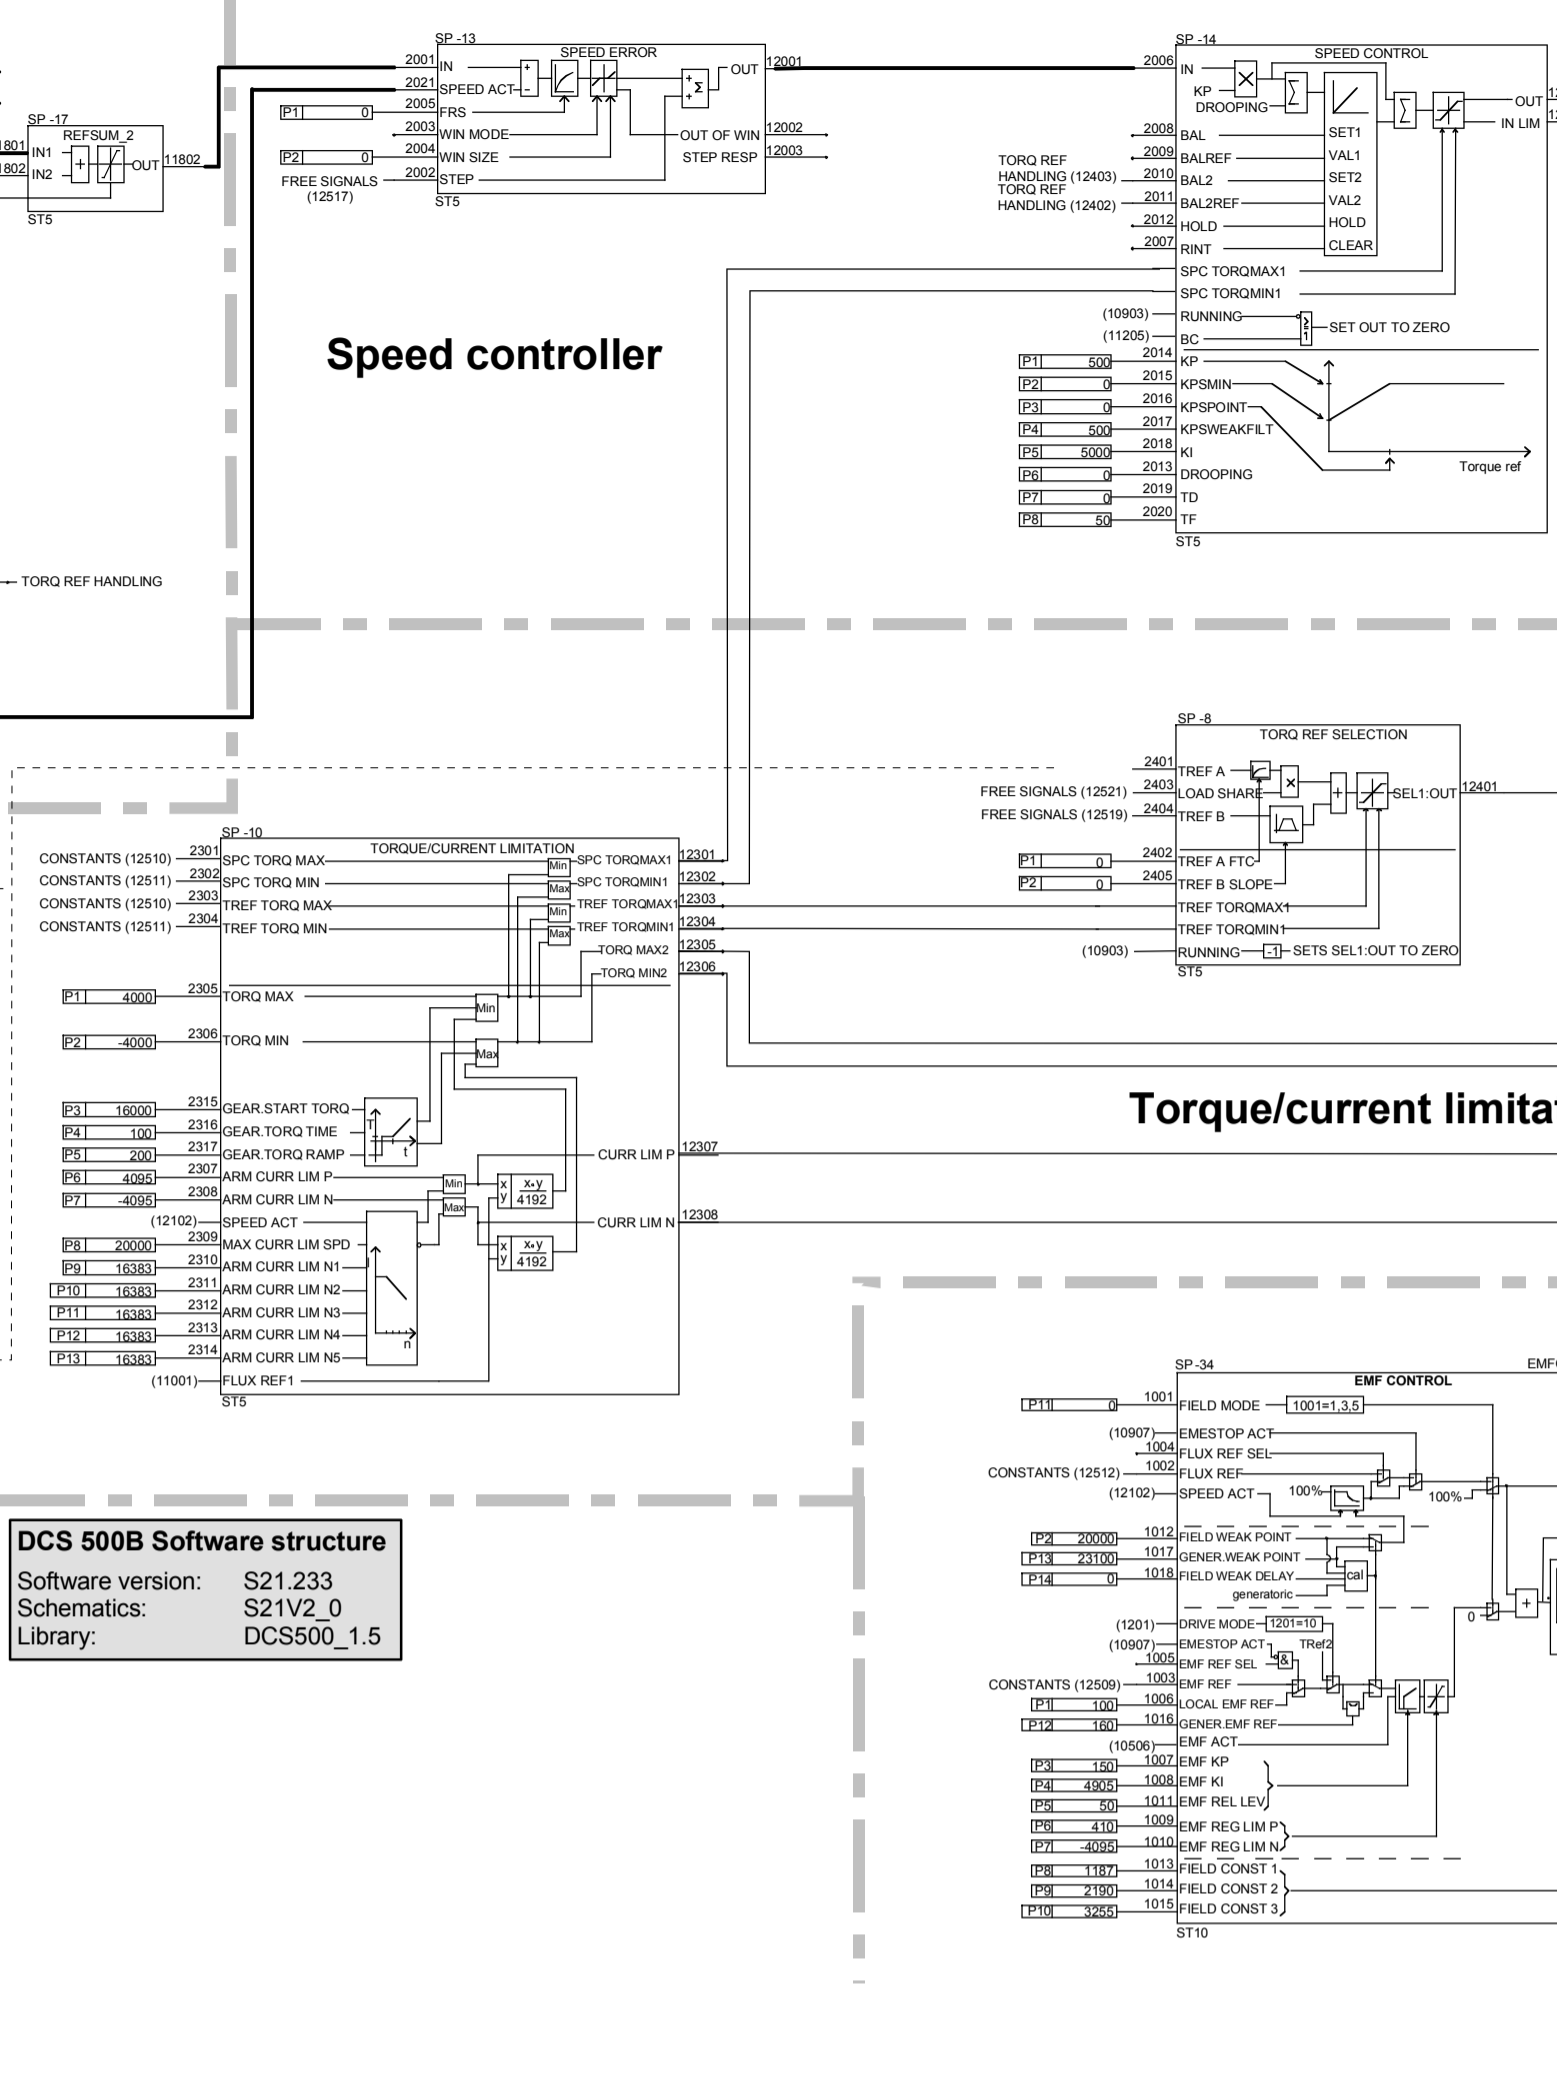 SP -17
REFSUM_2
1801 IN1
1802 IN2
+
OUT 11802
ST5
TORQ REF HANDLING
SP -13
SPEED ERROR
2001 IN
2021 SPEED ACT
P1 0 2005 FRS
2003 WIN MODE
P2 0 2004 WIN SIZE
FREE SIGNALS 2002 STEP
(12517)
+
-
+
+
Σ
OUT 12001
OUT OF WIN 12002
STEP RESP 12003
ST5
Speed controller
SP -14
SPEED CONTROL
2006 IN
KP
DROOPING
X
Σ
Σ
OUT
IN LIM
2008 BAL SET1
2009 BALREF VAL1
TORQ REF
HANDLING (12403) 2010 BAL2 SET2
TORQ REF
HANDLING (12402) 2011 BAL2REF VAL2
2012 HOLD HOLD
2007 RINT CLEAR
SPC TORQMAX1
SPC TORQMIN1
(10903) RUNNING
≥
1
SET OUT TO ZERO
(11205) BC
P1 500 2014 KP
P2 0 2015 KPSMIN
P3 0 2016 KPSPOINT
P4 500 2017 KPSWEAKFILT
P5 5000 2018 KI
P6 0 2013 DROOPING
P7 0 2019 TD
P8 50 2020 TF
Torque ref
ST5
SP -8
TORQ REF SELECTION
2401 TREF A
FREE SIGNALS (12521) 2403 LOAD SHARE
FREE SIGNALS (12519) 2404 TREF B
X
+
SEL1:OUT 12401
P1 0 2402 TREF A FTC
P2 0 2405 TREF B SLOPE
TREF TORQMAX1
TREF TORQMIN1
(10903) RUNNING -1 SETS SEL1:OUT TO ZERO
ST5
SP -10
TORQUE/CURRENT LIMITATION
CONSTANTS (12510) 2301 SPC TORQ MAX Min SPC TORQMAX1 12301
CONSTANTS (12511) 2302 SPC TORQ MIN Max SPC TORQMIN1 12302
CONSTANTS (12510) 2303 TREF TORQ MAX Min TREF TORQMAX1 12303
CONSTANTS (12511) 2304 TREF TORQ MIN Max TREF TORQMIN1 12304
TORQ MAX2 12305
TORQ MIN2 12306
P1 4000 2305 TORQ MAX Min
P2 -4000 2306 TORQ MIN Max
P3 16000 2315 GEAR.START TORQ
P4 100 2316 GEAR.TORQ TIME
P5 200 2317 GEAR.TORQ RAMP
T
t
CURR LIM P 12307
P6 4095 2307 ARM CURR LIM P Min
x
y
x•y
4192
P7 -4095 2308 ARM CURR LIM N Max
(12102) SPEED ACT CURR LIM N 12308
P8 20000 2309 MAX CURR LIM SPD
x
y
x•y
4192
P9 16383 2310 ARM CURR LIM N1
I
P10 16383 2311 ARM CURR LIM N2
P11 16383 2312 ARM CURR LIM N3
P12 16383 2313 ARM CURR LIM N4
n
P13 16383 2314 ARM CURR LIM N5
(11001) FLUX REF1
ST5
Torque/current limita
DCS 500B Software structure
Software version: S21.233
Schematics: S21V2_0
Library: DCS500_1.5
SP -34
EMF
EMF CONTROL
P11 0 1001 FIELD MODE 1001=1,3,5
(10907) EMESTOP ACT
1004 FLUX REF SEL
CONSTANTS (12512) 1002 FLUX REF
(12102) SPEED ACT 100% 100%
P2 20000 1012 FIELD WEAK POINT
P13 23100 1017 GENER.WEAK POINT
P14 0 1018 FIELD WEAK DELAY
cal
generatoric
0
+
(1201) DRIVE MODE 1201=10
(10907) EMESTOP ACT TRef2
1005 EMF REF SEL &
CONSTANTS (12509) 1003 EMF REF
P1 100 1006 LOCAL EMF REF
P12 160 1016 GENER.EMF REF
(10506) EMF ACT
P3 150 1007 EMF KP
P4 4905 1008 EMF KI
P5 50 1011 EMF REL LEV
P6 410 1009 EMF REG LIM P
P7 -4095 1010 EMF REG LIM N
P8 1187 1013 FIELD CONST 1
P9 2190 1014 FIELD CONST 2
P10 3255 1015 FIELD CONST 3
ST10